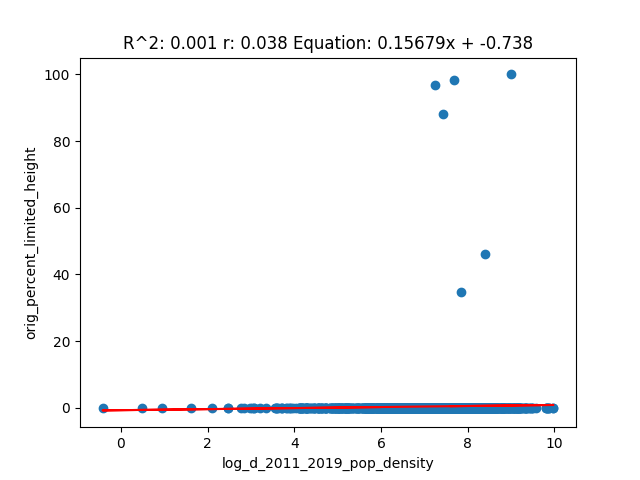 R^2: 0.001 r: 0.038 Equation: 0.15679x + -0.738
100
80
60
40
20
0
orig_percent_limited_height
0 2 4 6 8 10
log_d_2011_2019_pop_density